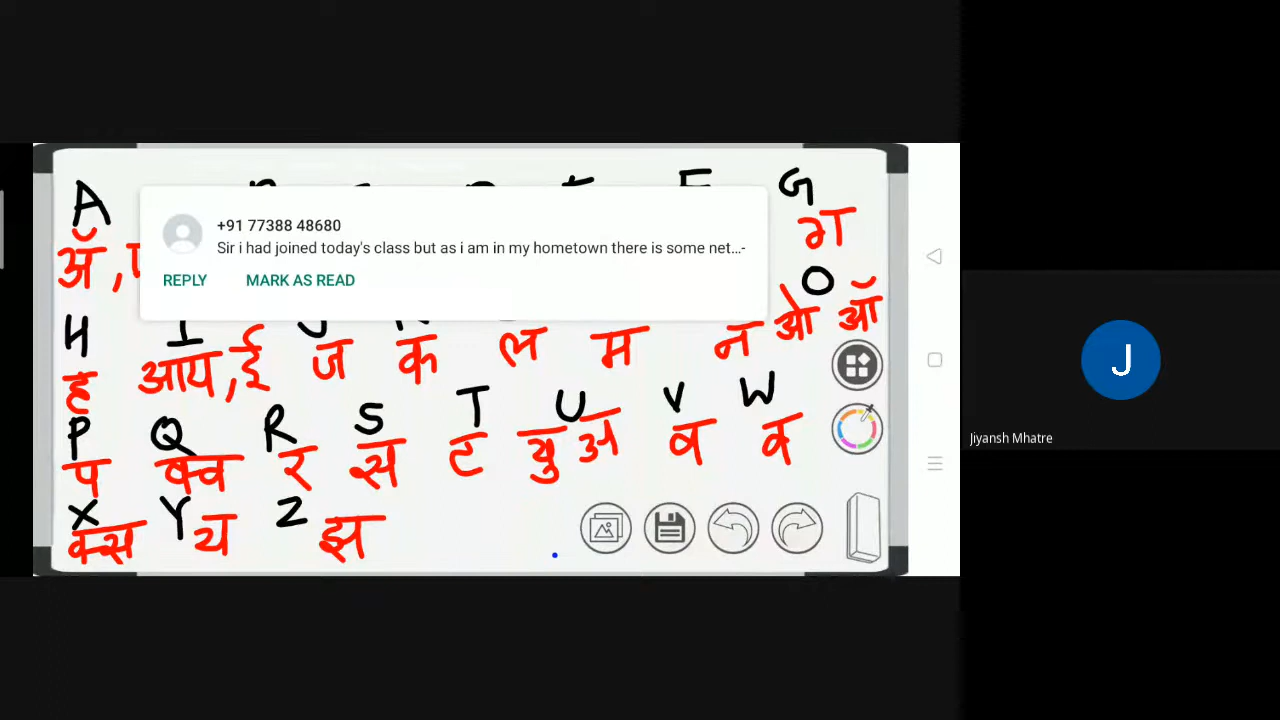 A G
अॅ, ग
+91 77388 48680
Sir i had joined today's class but as i am in my hometown there is some net...-
REPLY MARK AS READ
H I J O
ह आय,ई ज क ल म न ओ ऑ
P Q R S T U V W
प क्व र स ट यु अ व व
X Y Z
क्स य झ
J
Jiyansh Mhatre